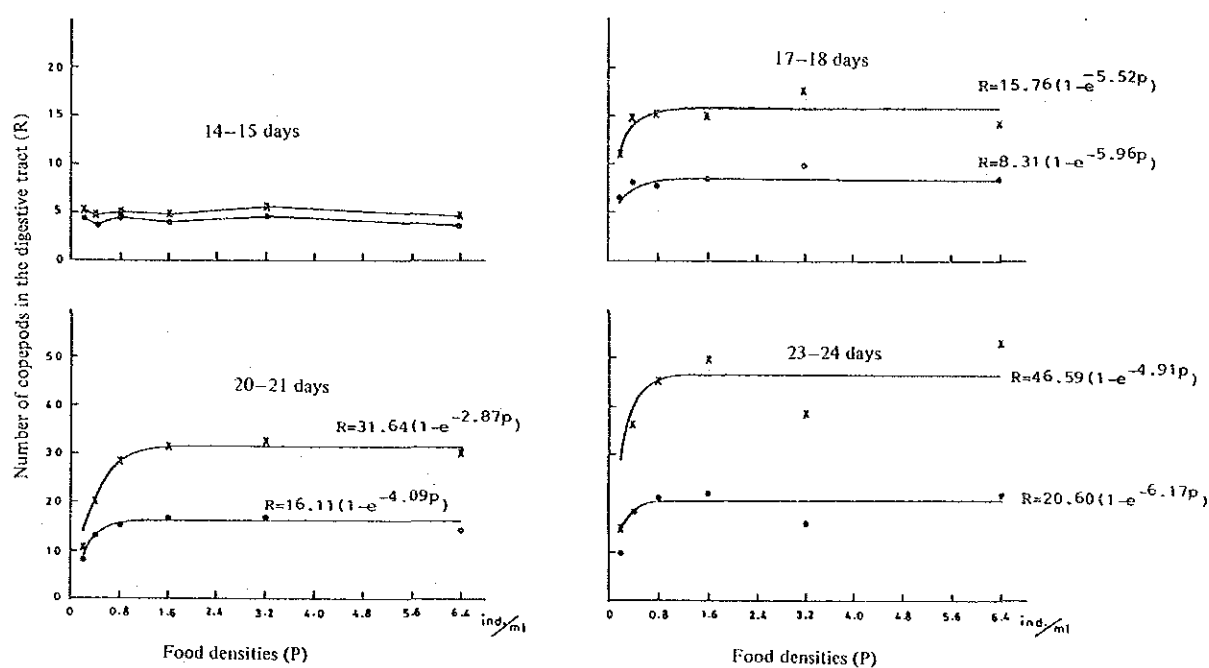 Number of copepods in the digestive tract (R)
20
15
10
5
0
14–15 days
17–18 days
R=15.76(1-e^-5.52p)
R=8.31(1-e^-5.96p)
50
40
30
20
10
0
20–21 days
R=31.64(1-e^-2.87p)
R=16.11(1-e^-4.09p)
0 0.8 1.6 2.4 3.2 4.0 4.8 5.6 6.4 ind./ml
Food densities (P)
23–24 days
R=46.59(1-e^-4.91p)
R=20.60(1-e^-6.17p)
0 0.8 1.6 2.4 3.2 4.0 4.8 5.6 6.4 ind./ml
Food densities (P)